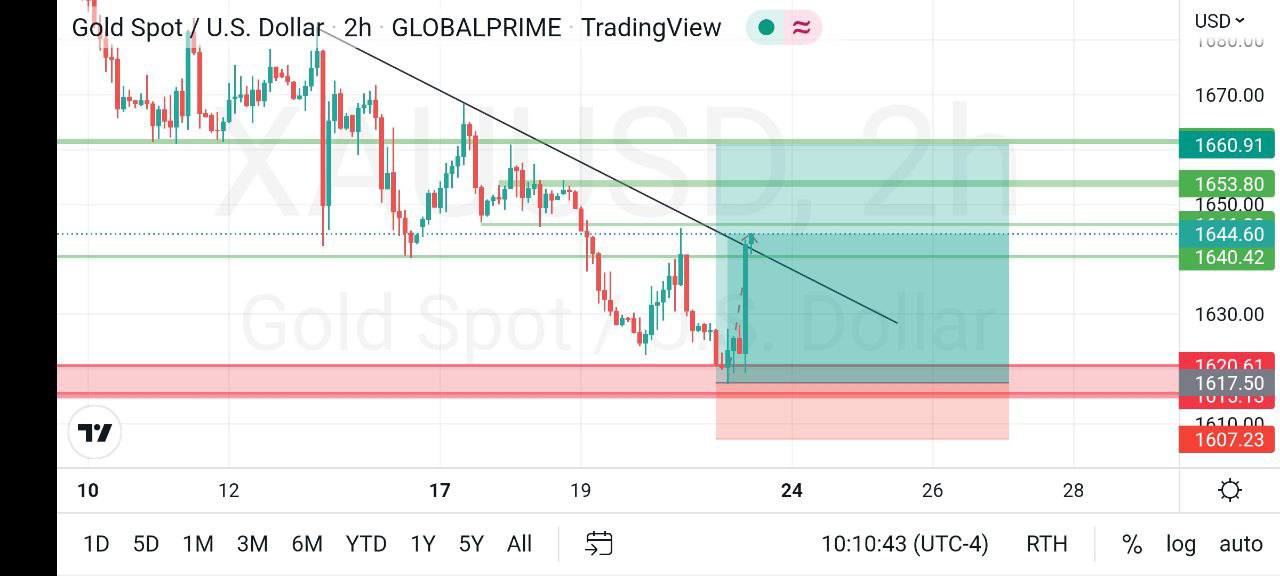 Gold Spot / U.S. Dollar · 2h · GLOBALPRIME · TradingView
USD
1680.00
1670.00
1660.91
1653.80
1650.00
1644.60
1640.42
1630.00
1620.61
1617.50
1610.00
1607.23
XAUUSD, 2h
Gold Spot / U.S. Dollar
10 12 17 19 24 26 28
1D 5D 1M 3M 6M YTD 1Y 5Y All 10:10:43 (UTC-4) RTH % log auto